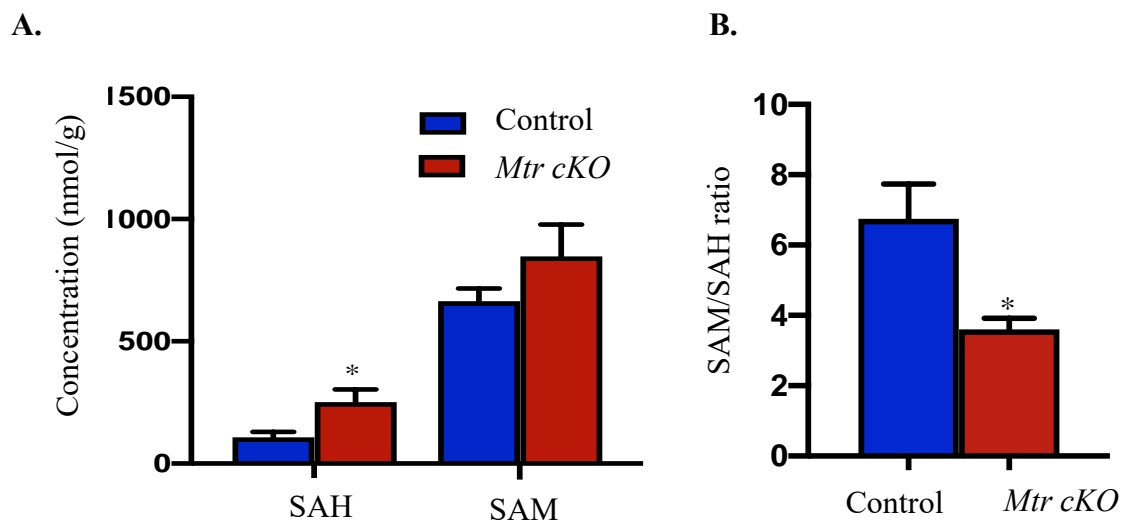 A.
Concentration (nmol/g)
1500
1000
500
0
Control
Mtr cKO
*
SAH
SAM
B.
SAM/SAH ratio
10
8
6
4
2
0
*
Control
Mtr cKO